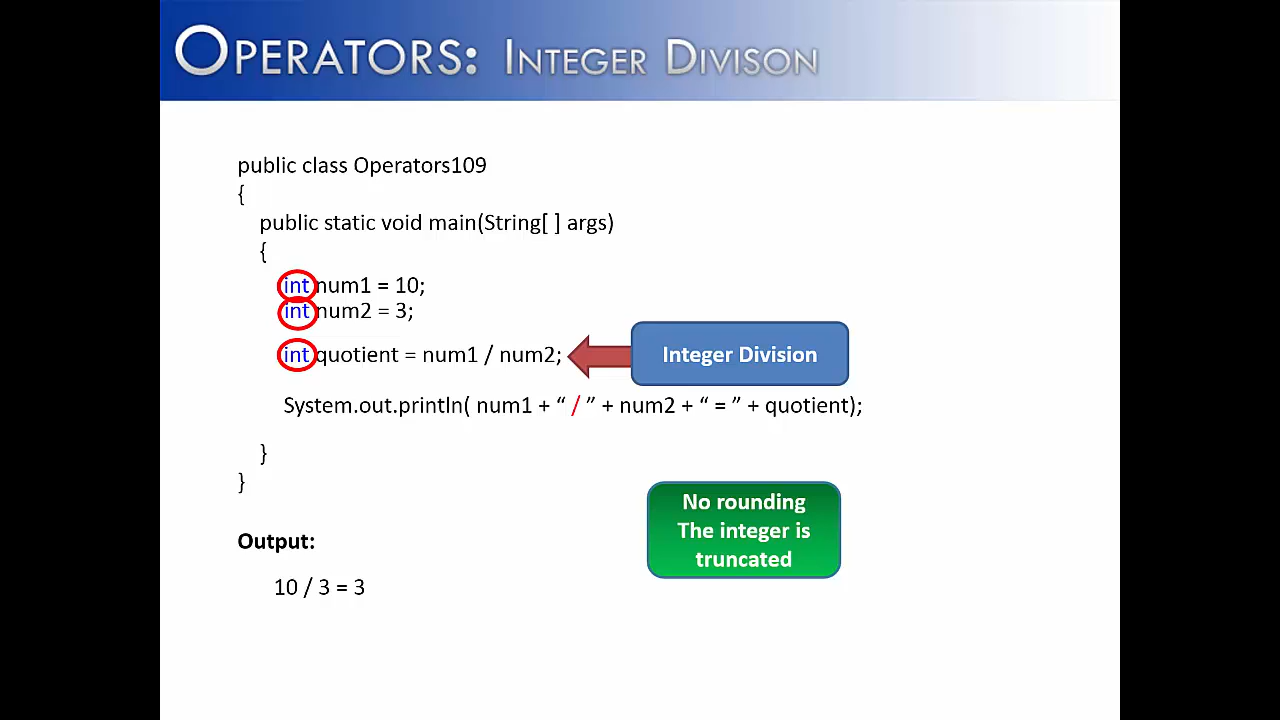 OPERATORS: INTEGER DIVISON
public class Operators109
{
public static void main(String[ ] args)
{
int num1 = 10;
int num2 = 3;
int quotient = num1 / num2;
Integer Division
System.out.println( num1 + “ / ” + num2 + “ = ” + quotient);
}
}
No rounding
The integer is
truncated
Output:
10 / 3 = 3